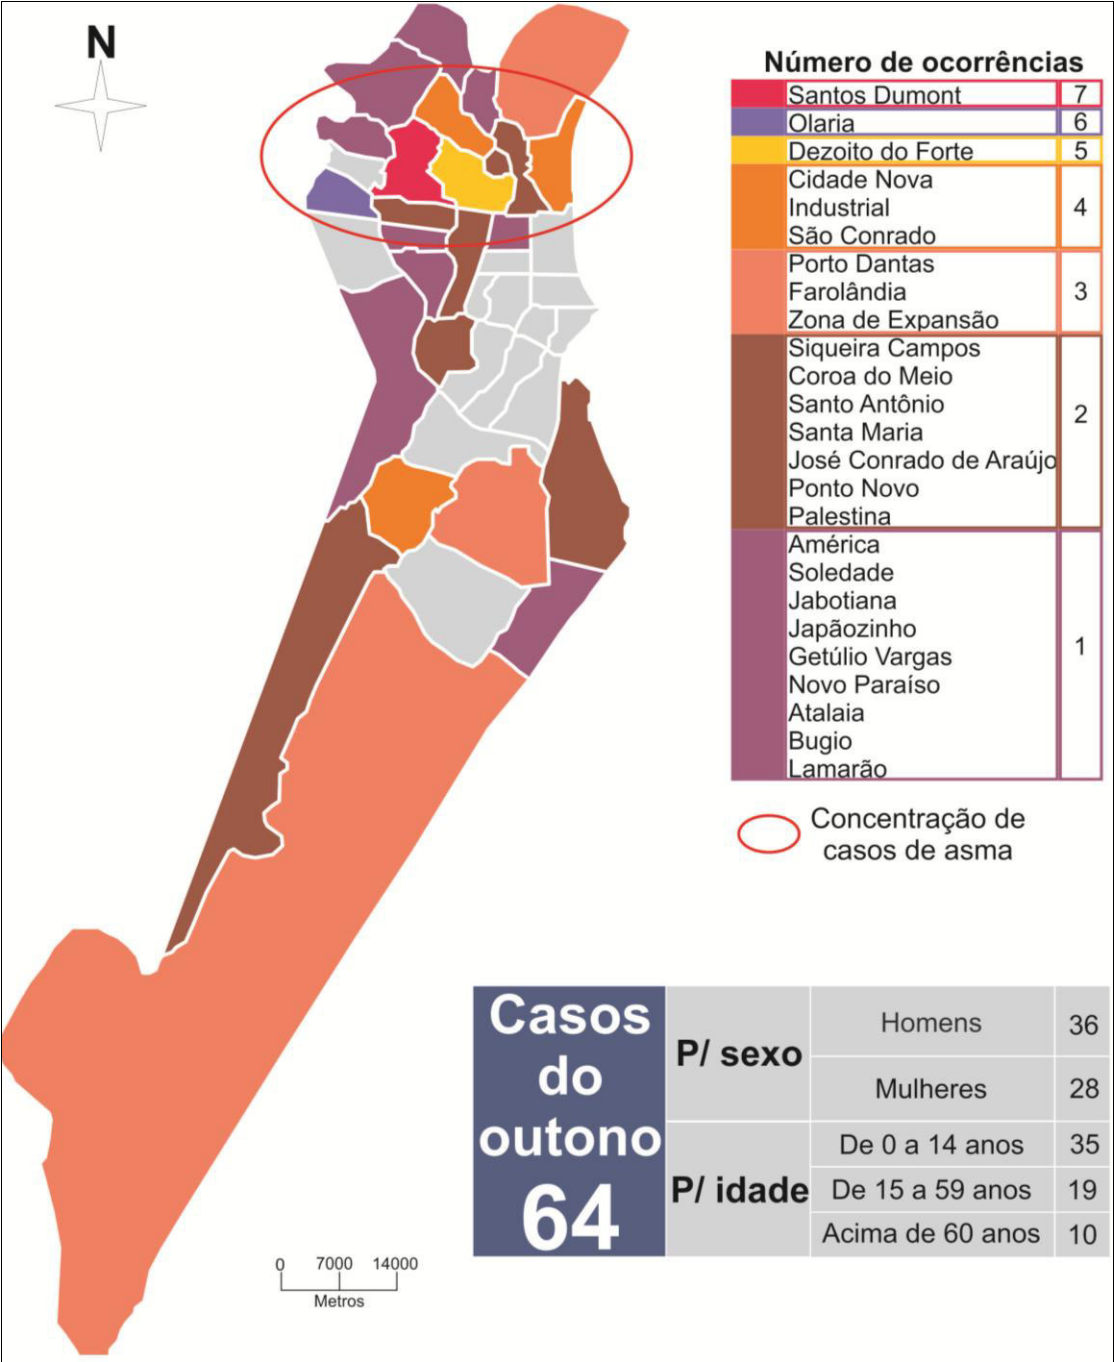 N
Número de ocorrências
Santos Dumont 7
Olaria 6
Dezoito do Forte 5
Cidade Nova
Industrial 4
São Conrado
Porto Dantas
Farolândia 3
Zona de Expansão
Siqueira Campos
Coroa do Meio
Santo Antônio 2
Santa Maria
José Conrado de Araújo
Ponto Novo
Palestina
América
Soledade
Jabotiana
Japãozinho
Getúlio Vargas 1
Novo Paraíso
Atalaia
Bugio
Lamarão
Concentração de
casos de asma
Casos
do
outono
64
P/ sexo
Homens 36
Mulheres 28
P/ idade
De 0 a 14 anos 35
De 15 a 59 anos 19
Acima de 60 anos 10
0 7000 14000
Metros